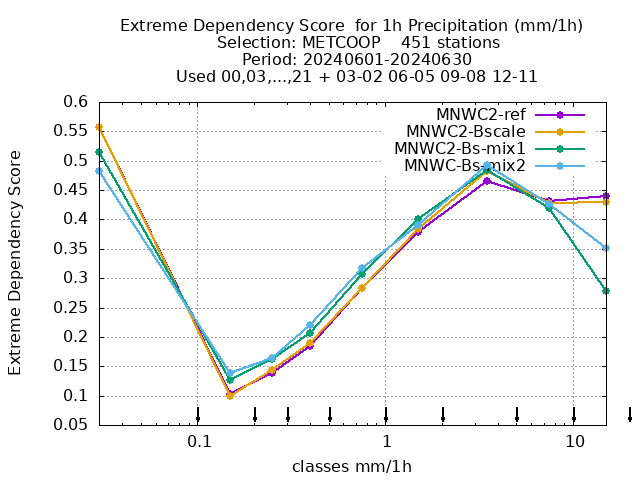 Extreme Dependency Score  for 1h Precipitation (mm/1h)
Selection: METCOOP    451 stations
Period: 20240601-20240630
Used 00,03,...,21 + 03-02 06-05 09-08 12-11
MNWC2-ref
MNWC2-Bscale
MNWC2-Bs-mix1
MNWC-Bs-mix2
Extreme Dependency Score
0.6
0.55
0.5
0.45
0.4
0.35
0.3
0.25
0.2
0.15
0.1
0.05
0.1
1
10
classes mm/1h